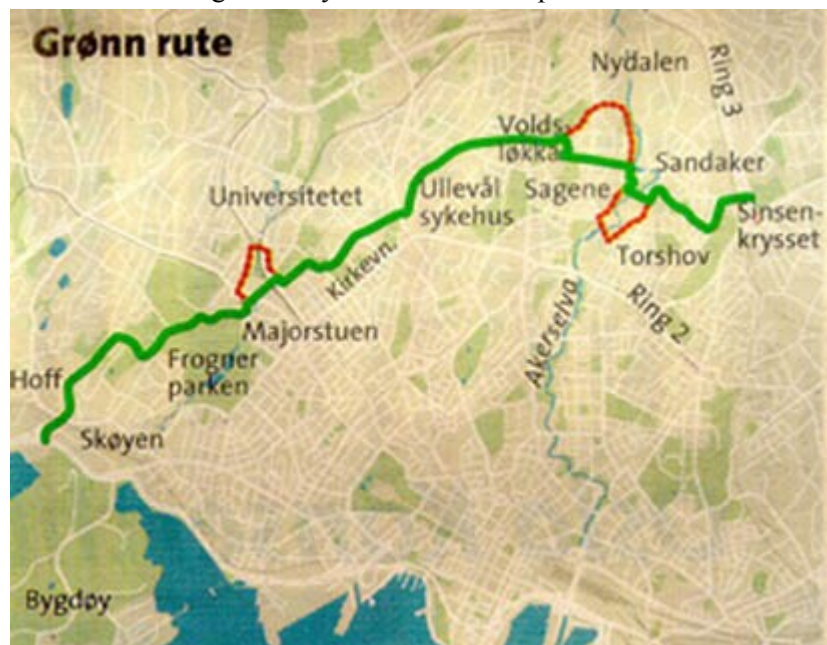 Grønn rute
Nydalen
Ring 3
Volds-
løkka
Sandaker
Universitetet
Ullevål
sykehus
Sagene
Sinsen-
krysset
Torshov
Kirkevn.
Ring 2
Akerselva
Majorstuen
Frogner
parken
Hoff
Skøyen
Bygdøy